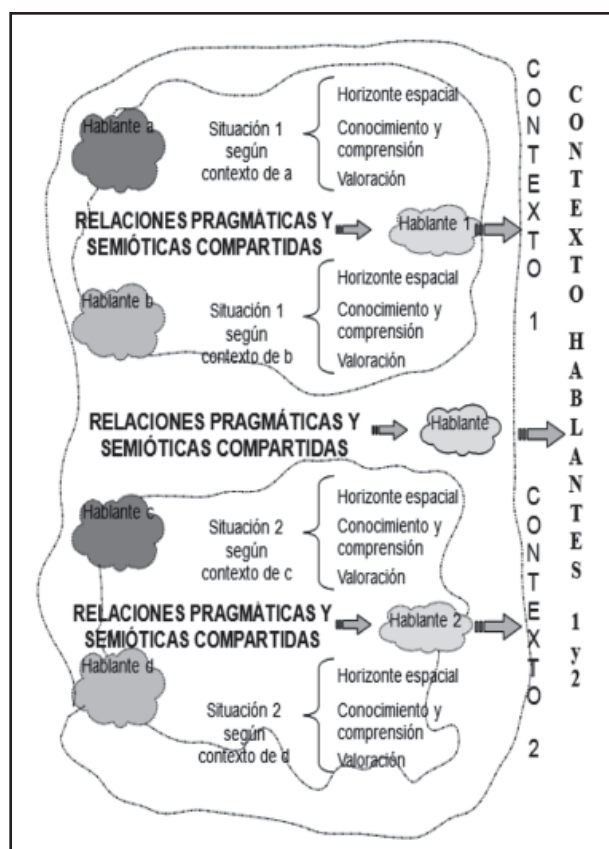 Hablante a
Situación 1
según
contexto de a
Horizonte espacial
Conocimiento y
comprensión
Valoración
RELACIONES PRAGMÁTICAS Y
SEMIÓTICAS COMPARTIDAS
Hablante 1
Hablante b
Situación 1
según
contexto de b
Horizonte espacial
Conocimiento y
comprensión
Valoración
RELACIONES PRAGMÁTICAS Y
SEMIÓTICAS COMPARTIDAS
Hablante
Hablante c
Situación 2
según
contexto de c
Horizonte espacial
Conocimiento y
comprensión
Valoración
RELACIONES PRAGMÁTICAS Y
SEMIÓTICAS COMPARTIDAS
Hablante 2
Hablante d
Situación 2
según
contexto de d
Horizonte espacial
Conocimiento y
comprensión
Valoración
CONTEXTO 1
CONTEXTO 2
CONTEXTO HABLANTES 1 y 2